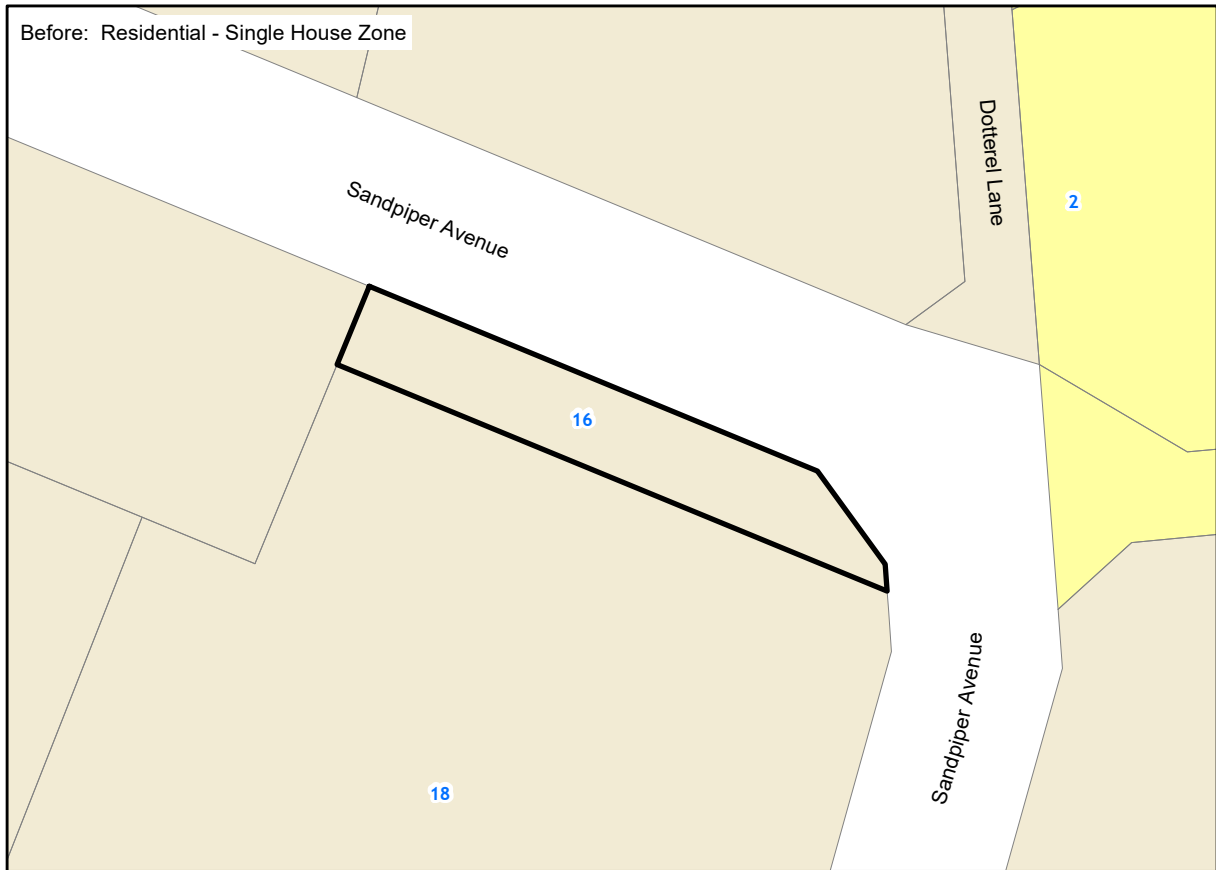 Before:  Residential - Single House Zone
Dotterel Lane
2
Sandpiper Avenue
16
Sandpiper Avenue
18